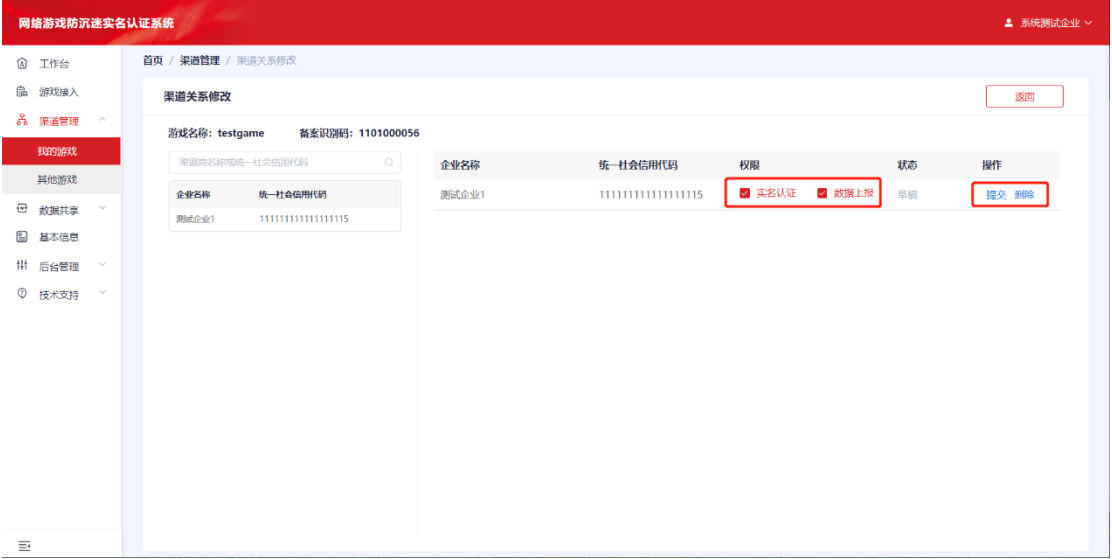 网络游戏防沉迷实名认证系统
系统测试企业
工作台
游戏接入
渠道管理
我的游戏
其他游戏
数据共享
基本信息
后台管理
技术支持
首页 / 渠道管理 / 渠道关系修改
渠道关系修改
返回
游戏名称：testgame 备案识别码：1101000056
渠道商名称或统一社会信用代码
企业名称 统一社会信用代码
测试企业1 111111111111111115
企业名称 统一社会信用代码 权限 状态 操作
测试企业1 111111111111111115 实名认证 数据上报 草稿 提交 删除